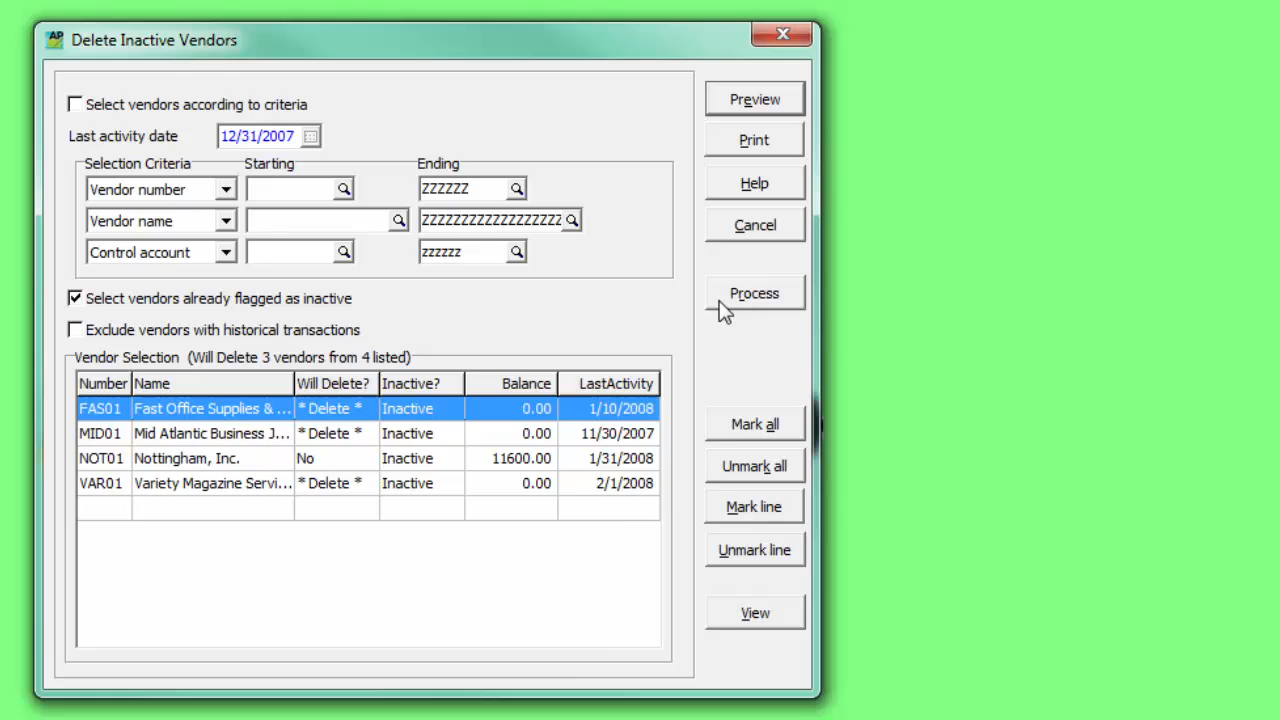 AP Delete Inactive Vendors
Select vendors according to criteria
Last activity date 12/31/2007
Selection Criteria Starting Ending
Vendor number ZZZZZZ
Vendor name ZZZZZZZZZZZZZZZZZZ
Control account zzzzzz
Select vendors already flagged as inactive
Exclude vendors with historical transactions
Vendor Selection (Will Delete 3 vendors from 4 listed)
Number Name Will Delete? Inactive? Balance LastActivity
FAS01 Fast Office Supplies & ... * Delete * Inactive 0.00 1/10/2008
MID01 Mid Atlantic Business J... * Delete * Inactive 0.00 11/30/2007
NOT01 Nottingham, Inc. No Inactive 11600.00 1/31/2008
VAR01 Variety Magazine Servi... * Delete * Inactive 0.00 2/1/2008
Preview
Print
Help
Cancel
Process
Mark all
Unmark all
Mark line
Unmark line
View